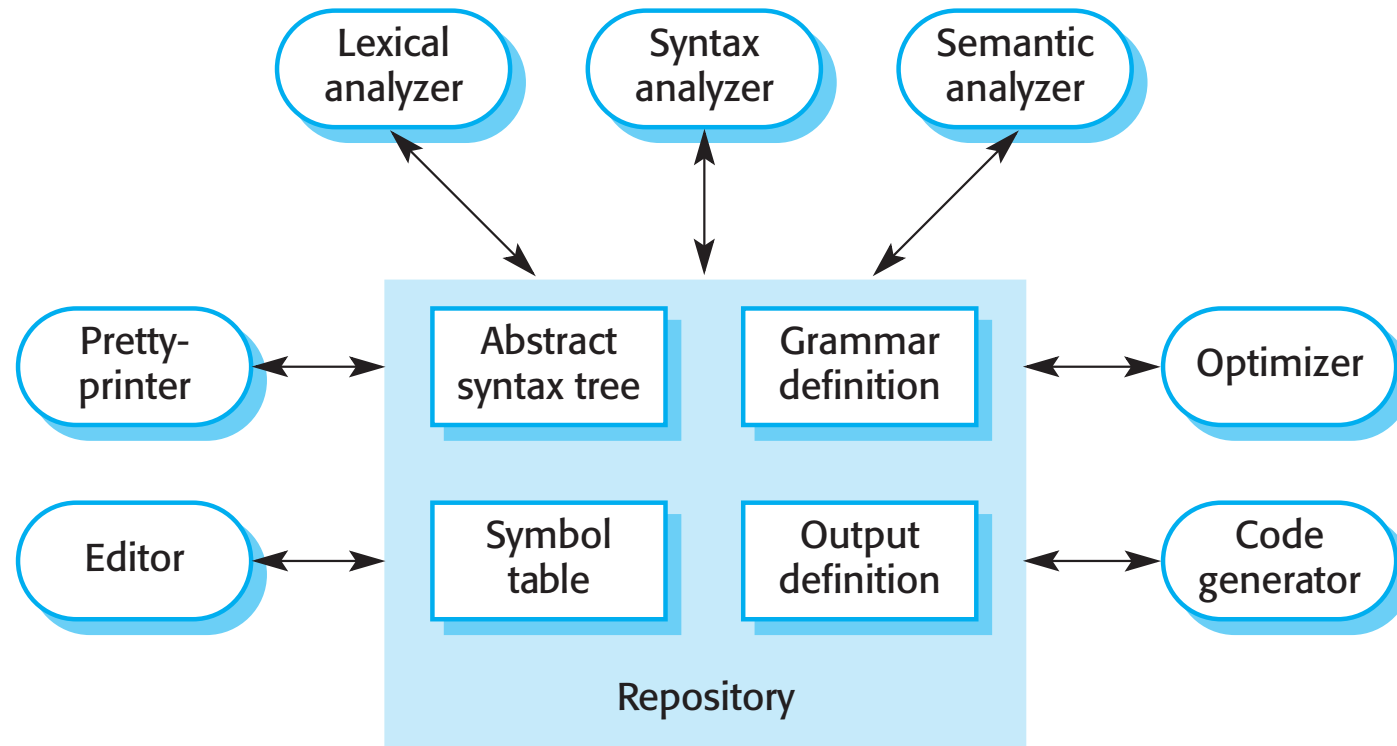 Lexical
analyzer
Syntax
analyzer
Semantic
analyzer
Pretty-
printer
Abstract
syntax tree
Grammar
definition
Optimizer
Editor
Symbol
table
Output
definition
Code
generator
Repository